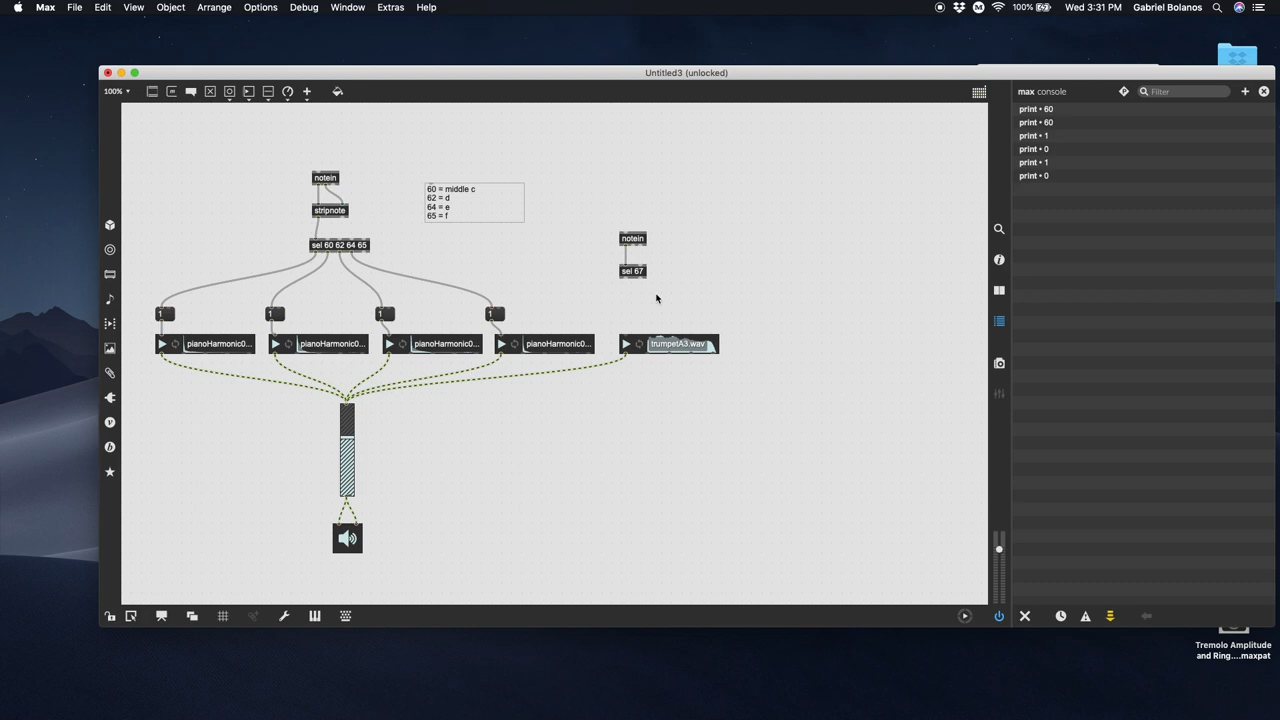 Max File Edit View Object Arrange Options Debug Window Extras Help
100% Wed 3:31 PM Gabriel Bolanos
Untitled3 (unlocked)
100%
max console
Filter
print • 60
print • 60
print • 1
print • 0
print • 1
print • 0
notein
stripnote
60 = middle c
62 = d
64 = e
65 = f
sel 60 62 64 65
notein
sel 67
1
1
1
1
pianoHarmonic0...
pianoHarmonic0...
pianoHarmonic0...
pianoHarmonic0...
trumpetA3.wav
Tremolo Amplitude
and Ring....maxpat